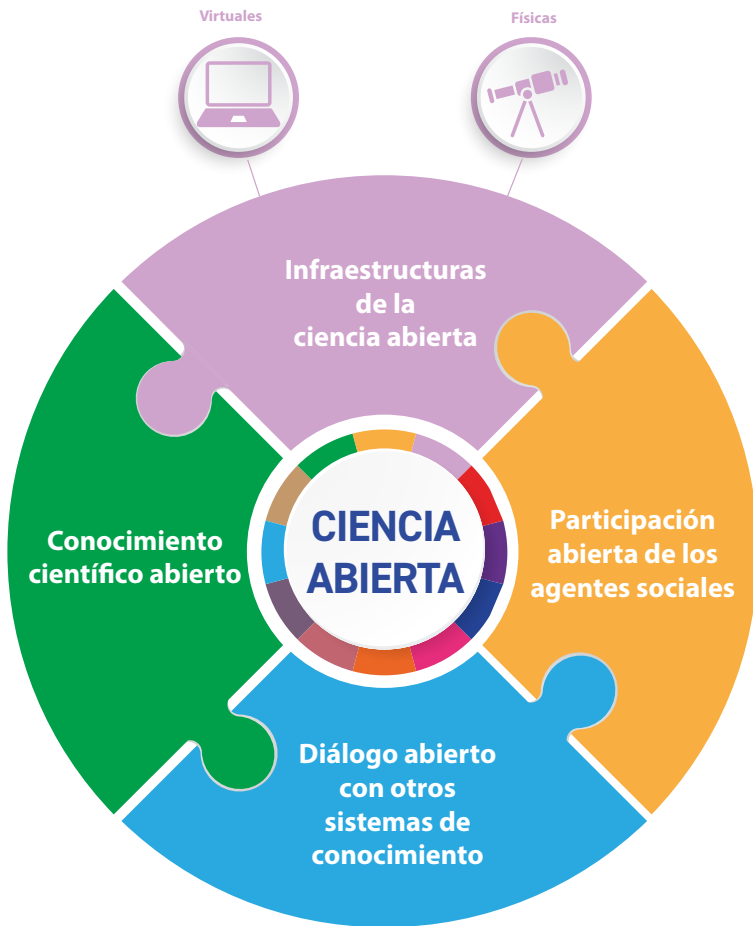 Virtuales
Físicas
Infraestructuras
de la
ciencia abierta
Conocimiento
científico abierto
CIENCIA
ABIERTA
Participación
abierta de los
agentes sociales
Diálogo abierto
con otros
sistemas de
conocimiento